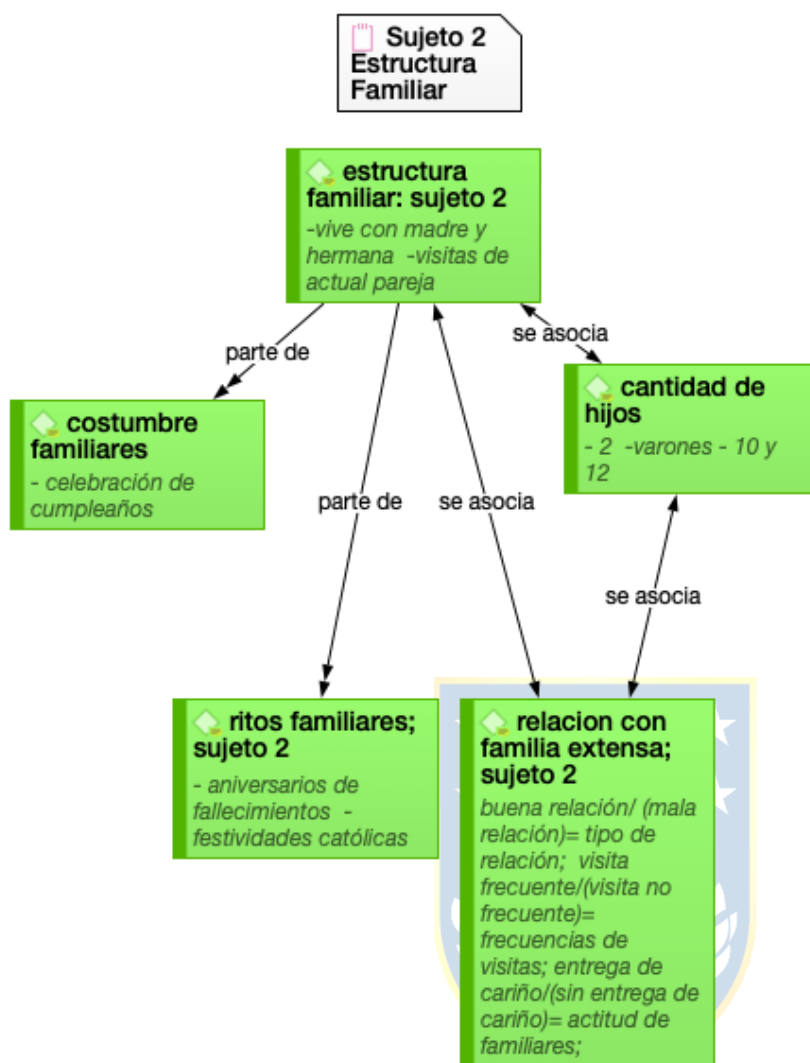 Sujeto 2
Estructura
Familiar
estructura
familiar: sujeto 2
-vive con madre y
hermana -visitas de
actual pareja
parte de
se asocia
costumbre
familiares
- celebración de
cumpleaños
cantidad de
hijos
- 2 -varones - 10 y
12
parte de
se asocia
se asocia
ritos familiares;
sujeto 2
- aniversarios de
fallecimientos -
festividades católicas
relacion con
familia extensa;
sujeto 2
buena relación/ (mala
relación)= tipo de
relación; visita
frecuente/(visita no
frecuente)=
frecuencias de
visitas; entrega de
cariño/(sin entrega de
cariño)= actitud de
familiares;